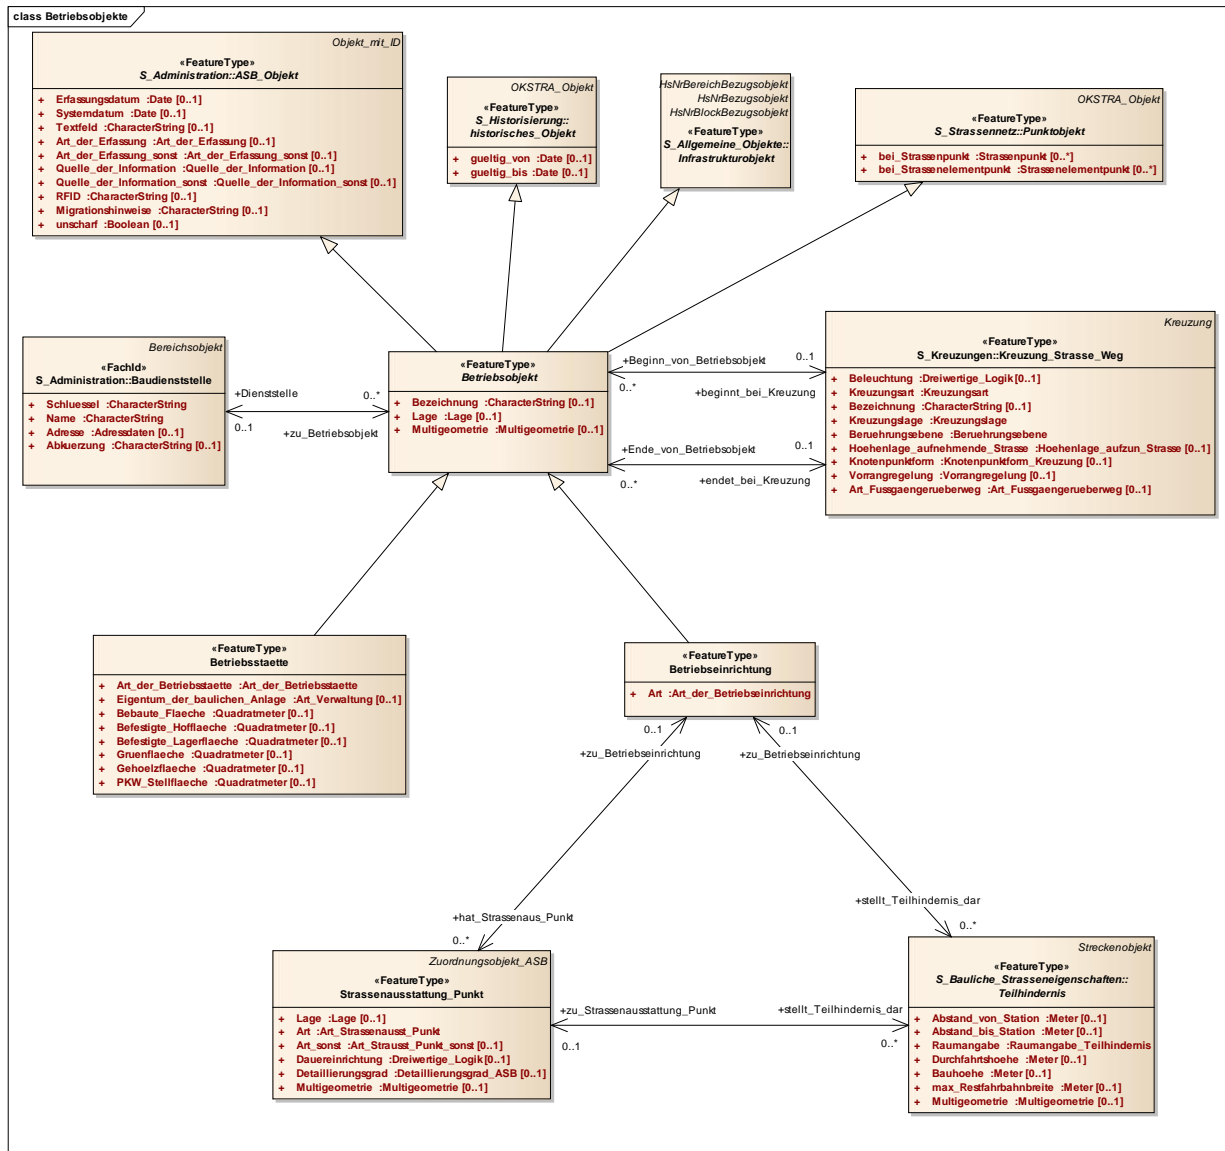 class Betriebsobjekte
Objekt_mit_ID
«FeatureType»
S_Administration::ASB_Objekt
+ Erfassungsdatum :Date [0..1]
+ Systemdatum :Date [0..1]
+ Textfeld :CharacterString [0..1]
+ Art_der_Erfassung :Art_der_Erfassung [0..1]
+ Art_der_Erfassung_sonst :Art_der_Erfassung_sonst [0..1]
+ Quelle_der_Information :Quelle_der_Information [0..1]
+ Quelle_der_Information_sonst :Quelle_der_Information_sonst [0..1]
+ RFID :CharacterString [0..1]
+ Migrationshinweise :CharacterString [0..1]
+ unscharf :Boolean [0..1]
OKSTRA_Objekt
«FeatureType»
S_Historisierung::
historisches_Objekt
+ gueltig_von :Date [0..1]
+ gueltig_bis :Date [0..1]
HsNrBereichBezugsobjekt
HsNrBezugsobjekt
HsNrBlockBezugsobjekt
«FeatureType»
S_Allgemeine_Objekte::
Infrastrukturobjekt
OKSTRA_Objekt
«FeatureType»
S_Strassennetz::Punktobjekt
+ bei_Strassenpunkt :Strassenpunkt [0..*]
+ bei_Strassenelementpunkt :Strassenelementpunkt [0..*]
Bereichsobjekt
«FachId»
S_Administration::Baudienststelle
+ Schluessel :CharacterString
+ Name :CharacterString
+ Adresse :Adressdaten [0..1]
+ Abkuerzung :CharacterString [0..1]
+Dienststelle
0..*
0..1
+zu_Betriebsobjekt
«FeatureType»
Betriebsobjekt
+ Bezeichnung :CharacterString [0..1]
+ Lage :Lage [0..1]
+ Multigeometrie :Multigeometrie [0..1]
+Beginn_von_Betriebsobjekt
0..1
0..*
+beginnt_bei_Kreuzung
+Ende_von_Betriebsobjekt
0..1
0..*
+endet_bei_Kreuzung
Kreuzung
«FeatureType»
S_Kreuzungen::Kreuzung_Strasse_Weg
+ Beleuchtung :Dreiwertige_Logik [0..1]
+ Kreuzungsart :Kreuzungsart
+ Bezeichnung :CharacterString [0..1]
+ Kreuzungslage :Kreuzungslage
+ Beruehrungsebene :Beruehrungsebene
+ Hoehenlage_aufnehmende_Strasse :Hoehenlage_aufzun_Strasse [0..1]
+ Knotenpunktform :Knotenpunktform_Kreuzung [0..1]
+ Vorrangregelung :Vorrangregelung [0..1]
+ Art_Fussgaengerueberweg :Art_Fussgaengerueberweg [0..1]
«FeatureType»
Betriebsstaette
+ Art_der_Betriebsstaette :Art_der_Betriebsstaette
+ Eigentum_der_baulichen_Anlage :Art_Verwaltung [0..1]
+ Bebaute_Flaeche :Quadratmeter [0..1]
+ Befestigte_Hofflaeche :Quadratmeter [0..1]
+ Befestigte_Lagerflaeche :Quadratmeter [0..1]
+ Gruenflaeche :Quadratmeter [0..1]
+ Gehoelzflaeche :Quadratmeter [0..1]
+ PKW_Stellflaeche :Quadratmeter [0..1]
«FeatureType»
Betriebseinrichtung
+ Art :Art_der_Betriebseinrichtung
0..1
+zu_Betriebseinrichtung
0..1
+zu_Betriebseinrichtung
+hat_Strassenaus_Punkt
0..*
+stellt_Teilhindernis_dar
0..*
Zuordnungsobjekt_ASB
«FeatureType»
Strassenausstattung_Punkt
+ Lage :Lage [0..1]
+ Art :Art_Strassenausst_Punkt
+ Art_sonst :Art_Strausst_Punkt_sonst [0..1]
+ Dauereinrichtung :Dreiwertige_Logik [0..1]
+ Detaillierungsgrad :Detaillierungsgrad_ASB [0..1]
+ Multigeometrie :Multigeometrie [0..1]
+zu_Strassenausstattung_Punkt
+stellt_Teilhindernis_dar
0..1
0..*
Streckenobjekt
«FeatureType»
S_Bauliche_Strasseneigenschaften::
Teilhindernis
+ Abstand_von_Station :Meter [0..1]
+ Abstand_bis_Station :Meter [0..1]
+ Raumangabe :Raumangabe_Teilhindernis
+ Durchfahrtshoehe :Meter [0..1]
+ Bauhoehe :Meter [0..1]
+ max_Restfahrbahnbreite :Meter [0..1]
+ Multigeometrie :Multigeometrie [0..1]